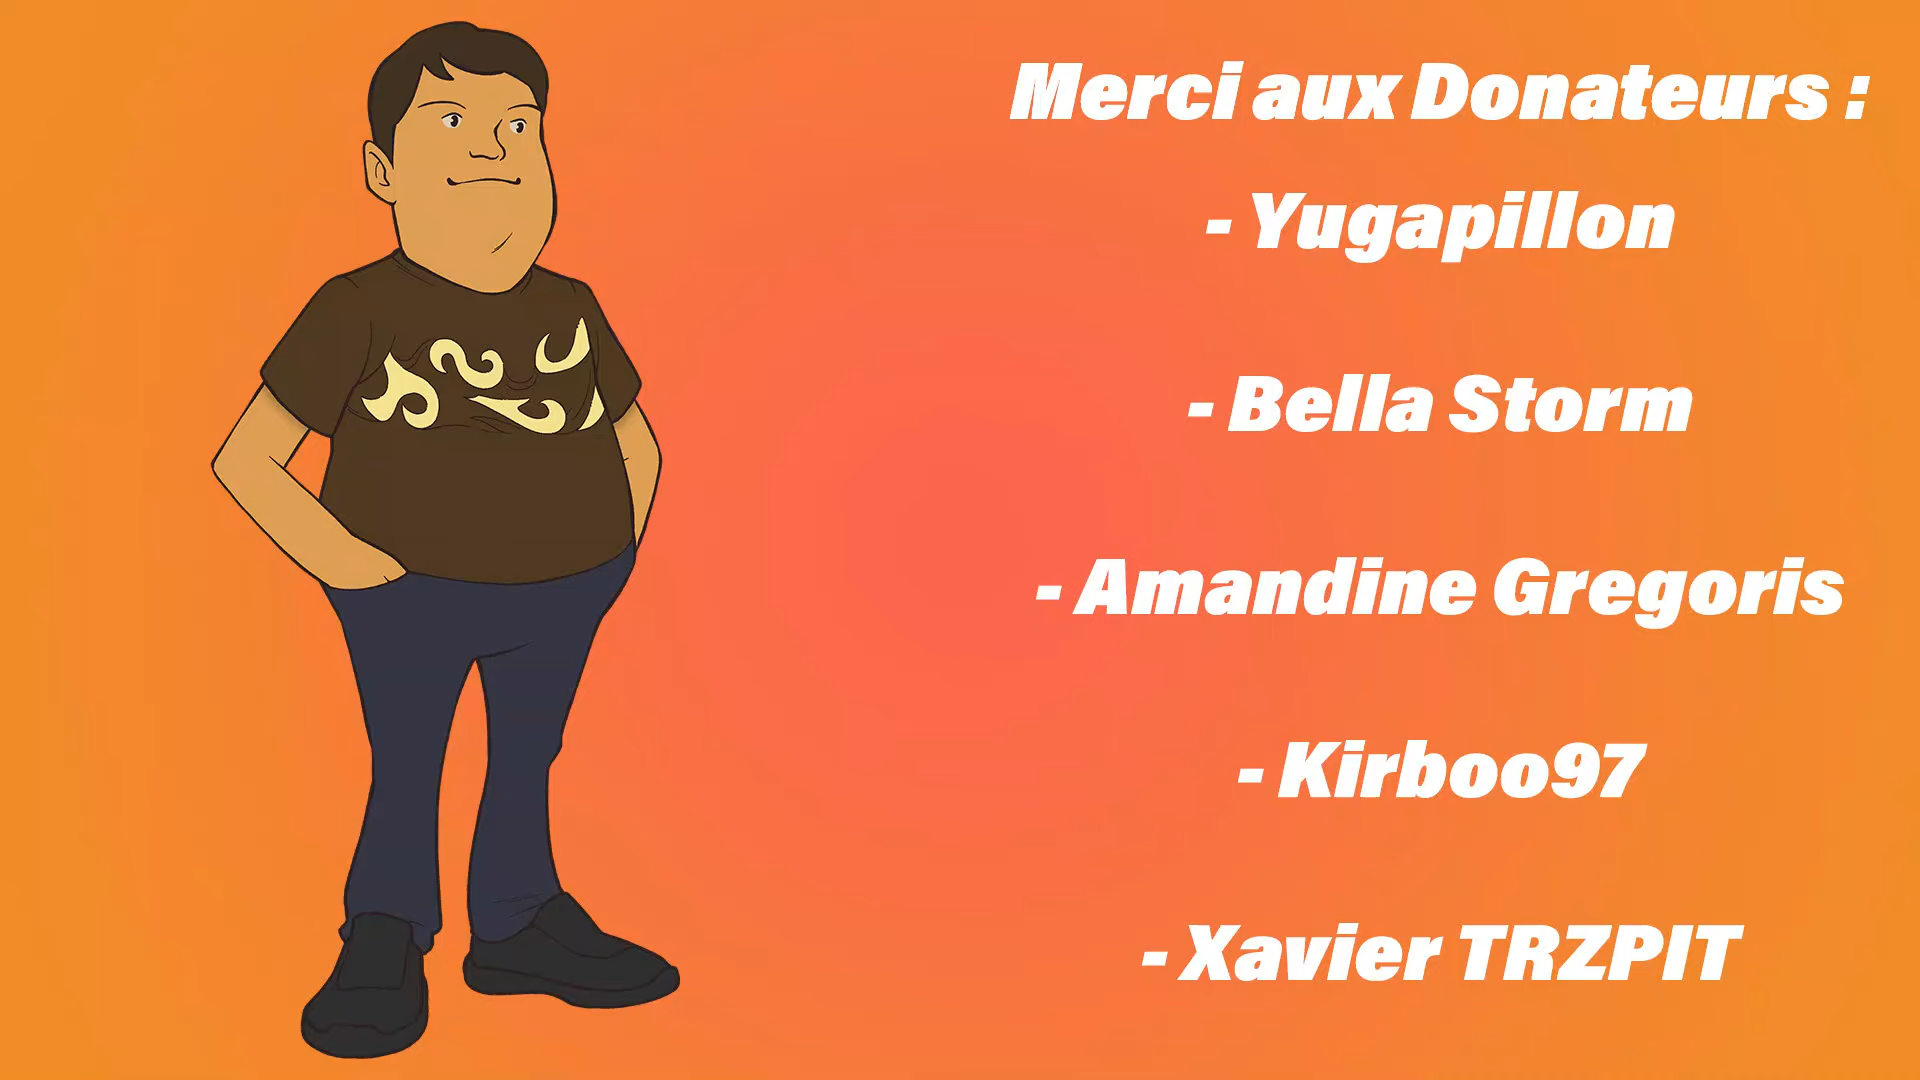 Merci aux Donateurs :
- Yugapillon
- Bella Storm
- Amandine Gregoris
- Kirboo97
- Xavier TRZPIT